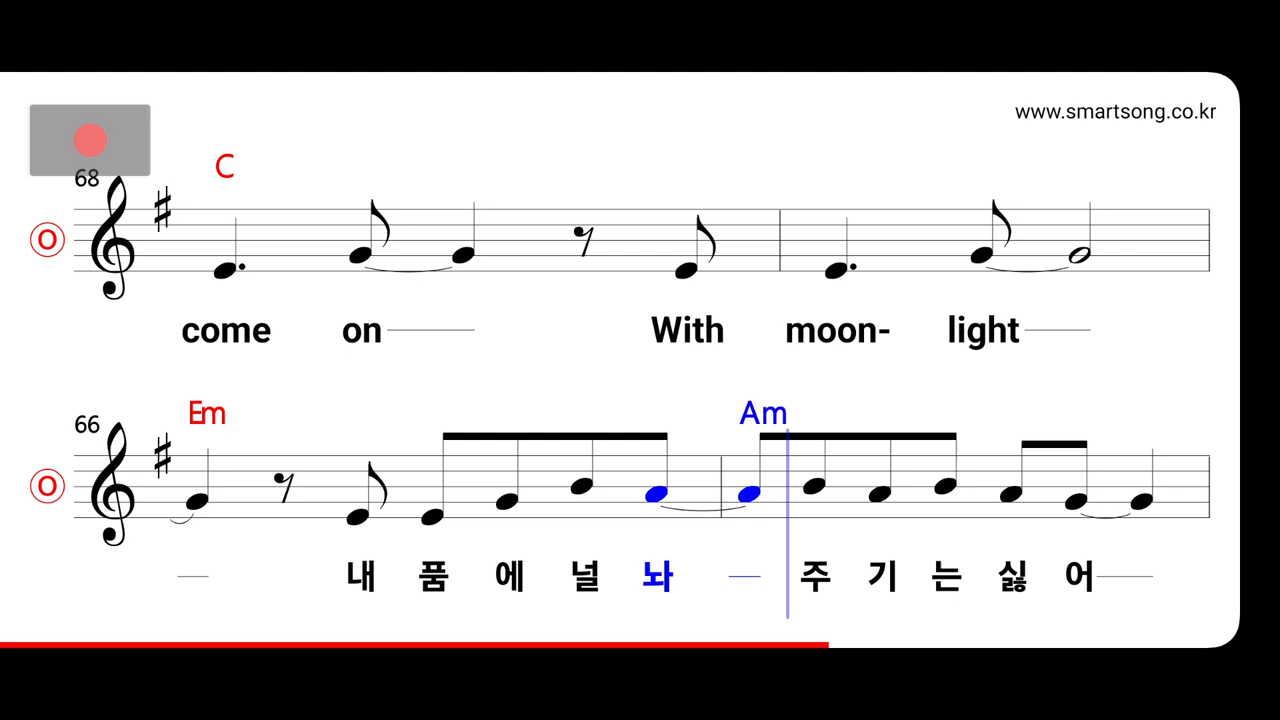 www.smartsong.co.kr
68
C
O
come on With moon- light
66
Em Am
O
내 품 에 널 놔 주 기 는 싫 어